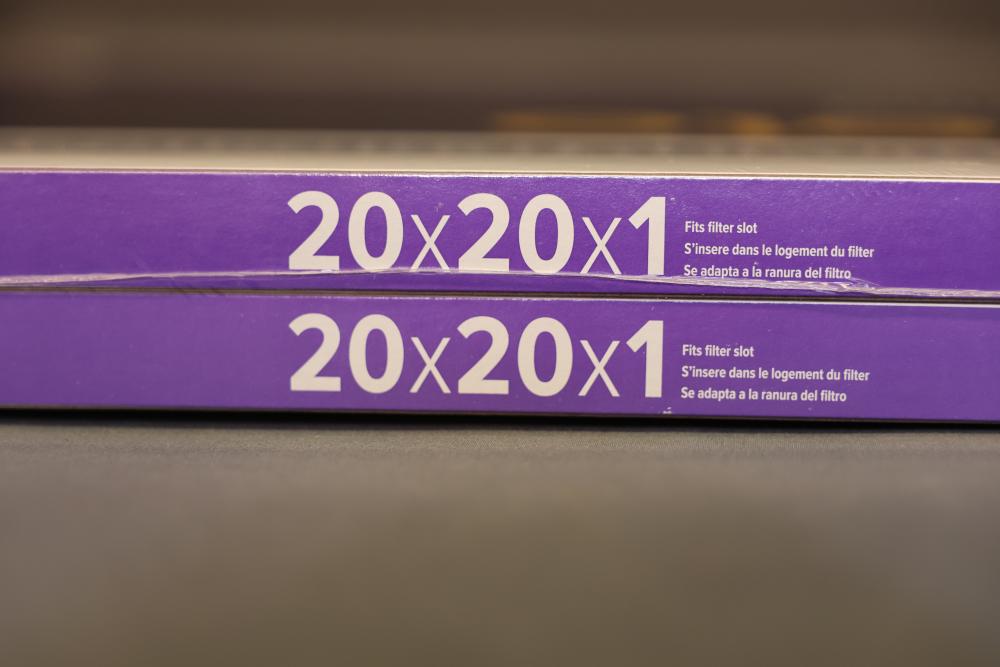 20x20x1
Fits filter slot
S'insere dans le logement du filter
Se adapta a la ranura del filtro
20x20x1
Fits filter slot
S'insere dans le logement du filter
Se adapta a la ranura del filtro